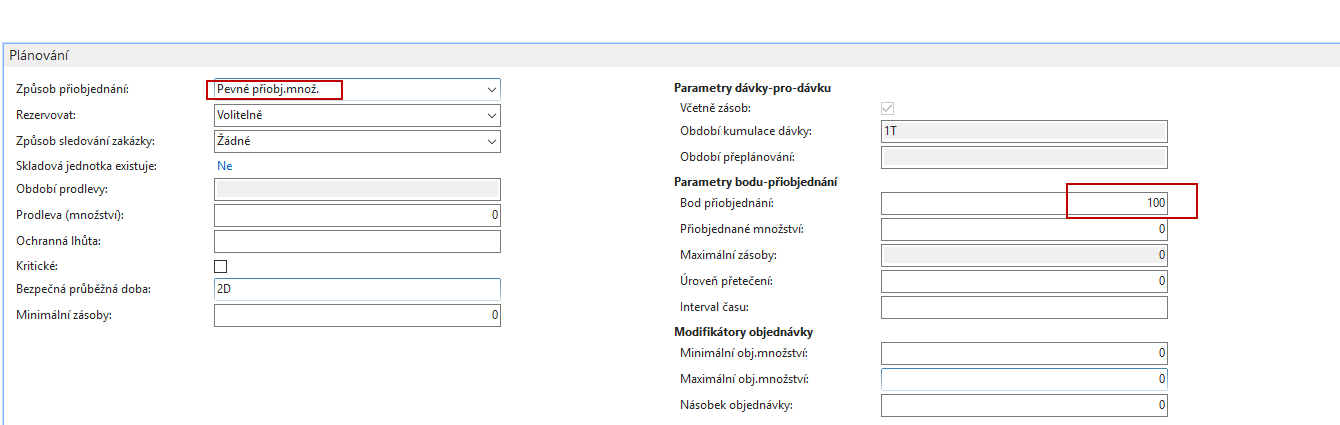 Plánování
Způsob přiobjednání: Pevné přiobj.množ.
Rezervovat: Volitelně
Způsob sledování zakázky: Žádné
Skladová jednotka existuje: Ne
Období prodlevy:
Prodleva (množství): 0
Ochranná lhůta:
Kritické:
Bezpečná průběžná doba: 2D
Minimální zásoby: 0
Parametry dávky-pro-dávku
Včetně zásob:
Období kumulace dávky: 1T
Období přeplánování:
Parametry bodu-přiobjednání
Bod přiobjednání: 100
Přiobjednané množství: 0
Maximální zásoby: 0
Úroveň přetečení: 0
Interval času:
Modifikátory objednávky
Minimální obj.množství: 0
Maximální obj.množství: 0
Násobek objednávky: 0